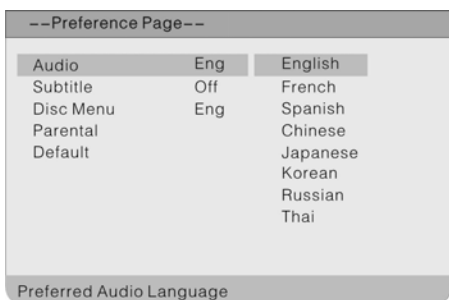 --Preference Page--
Audio Eng English
Subtitle Off French
Disc Menu Eng Spanish
Parental Chinese
Default Japanese
Korean
Russian
Thai
Preferred Audio Language